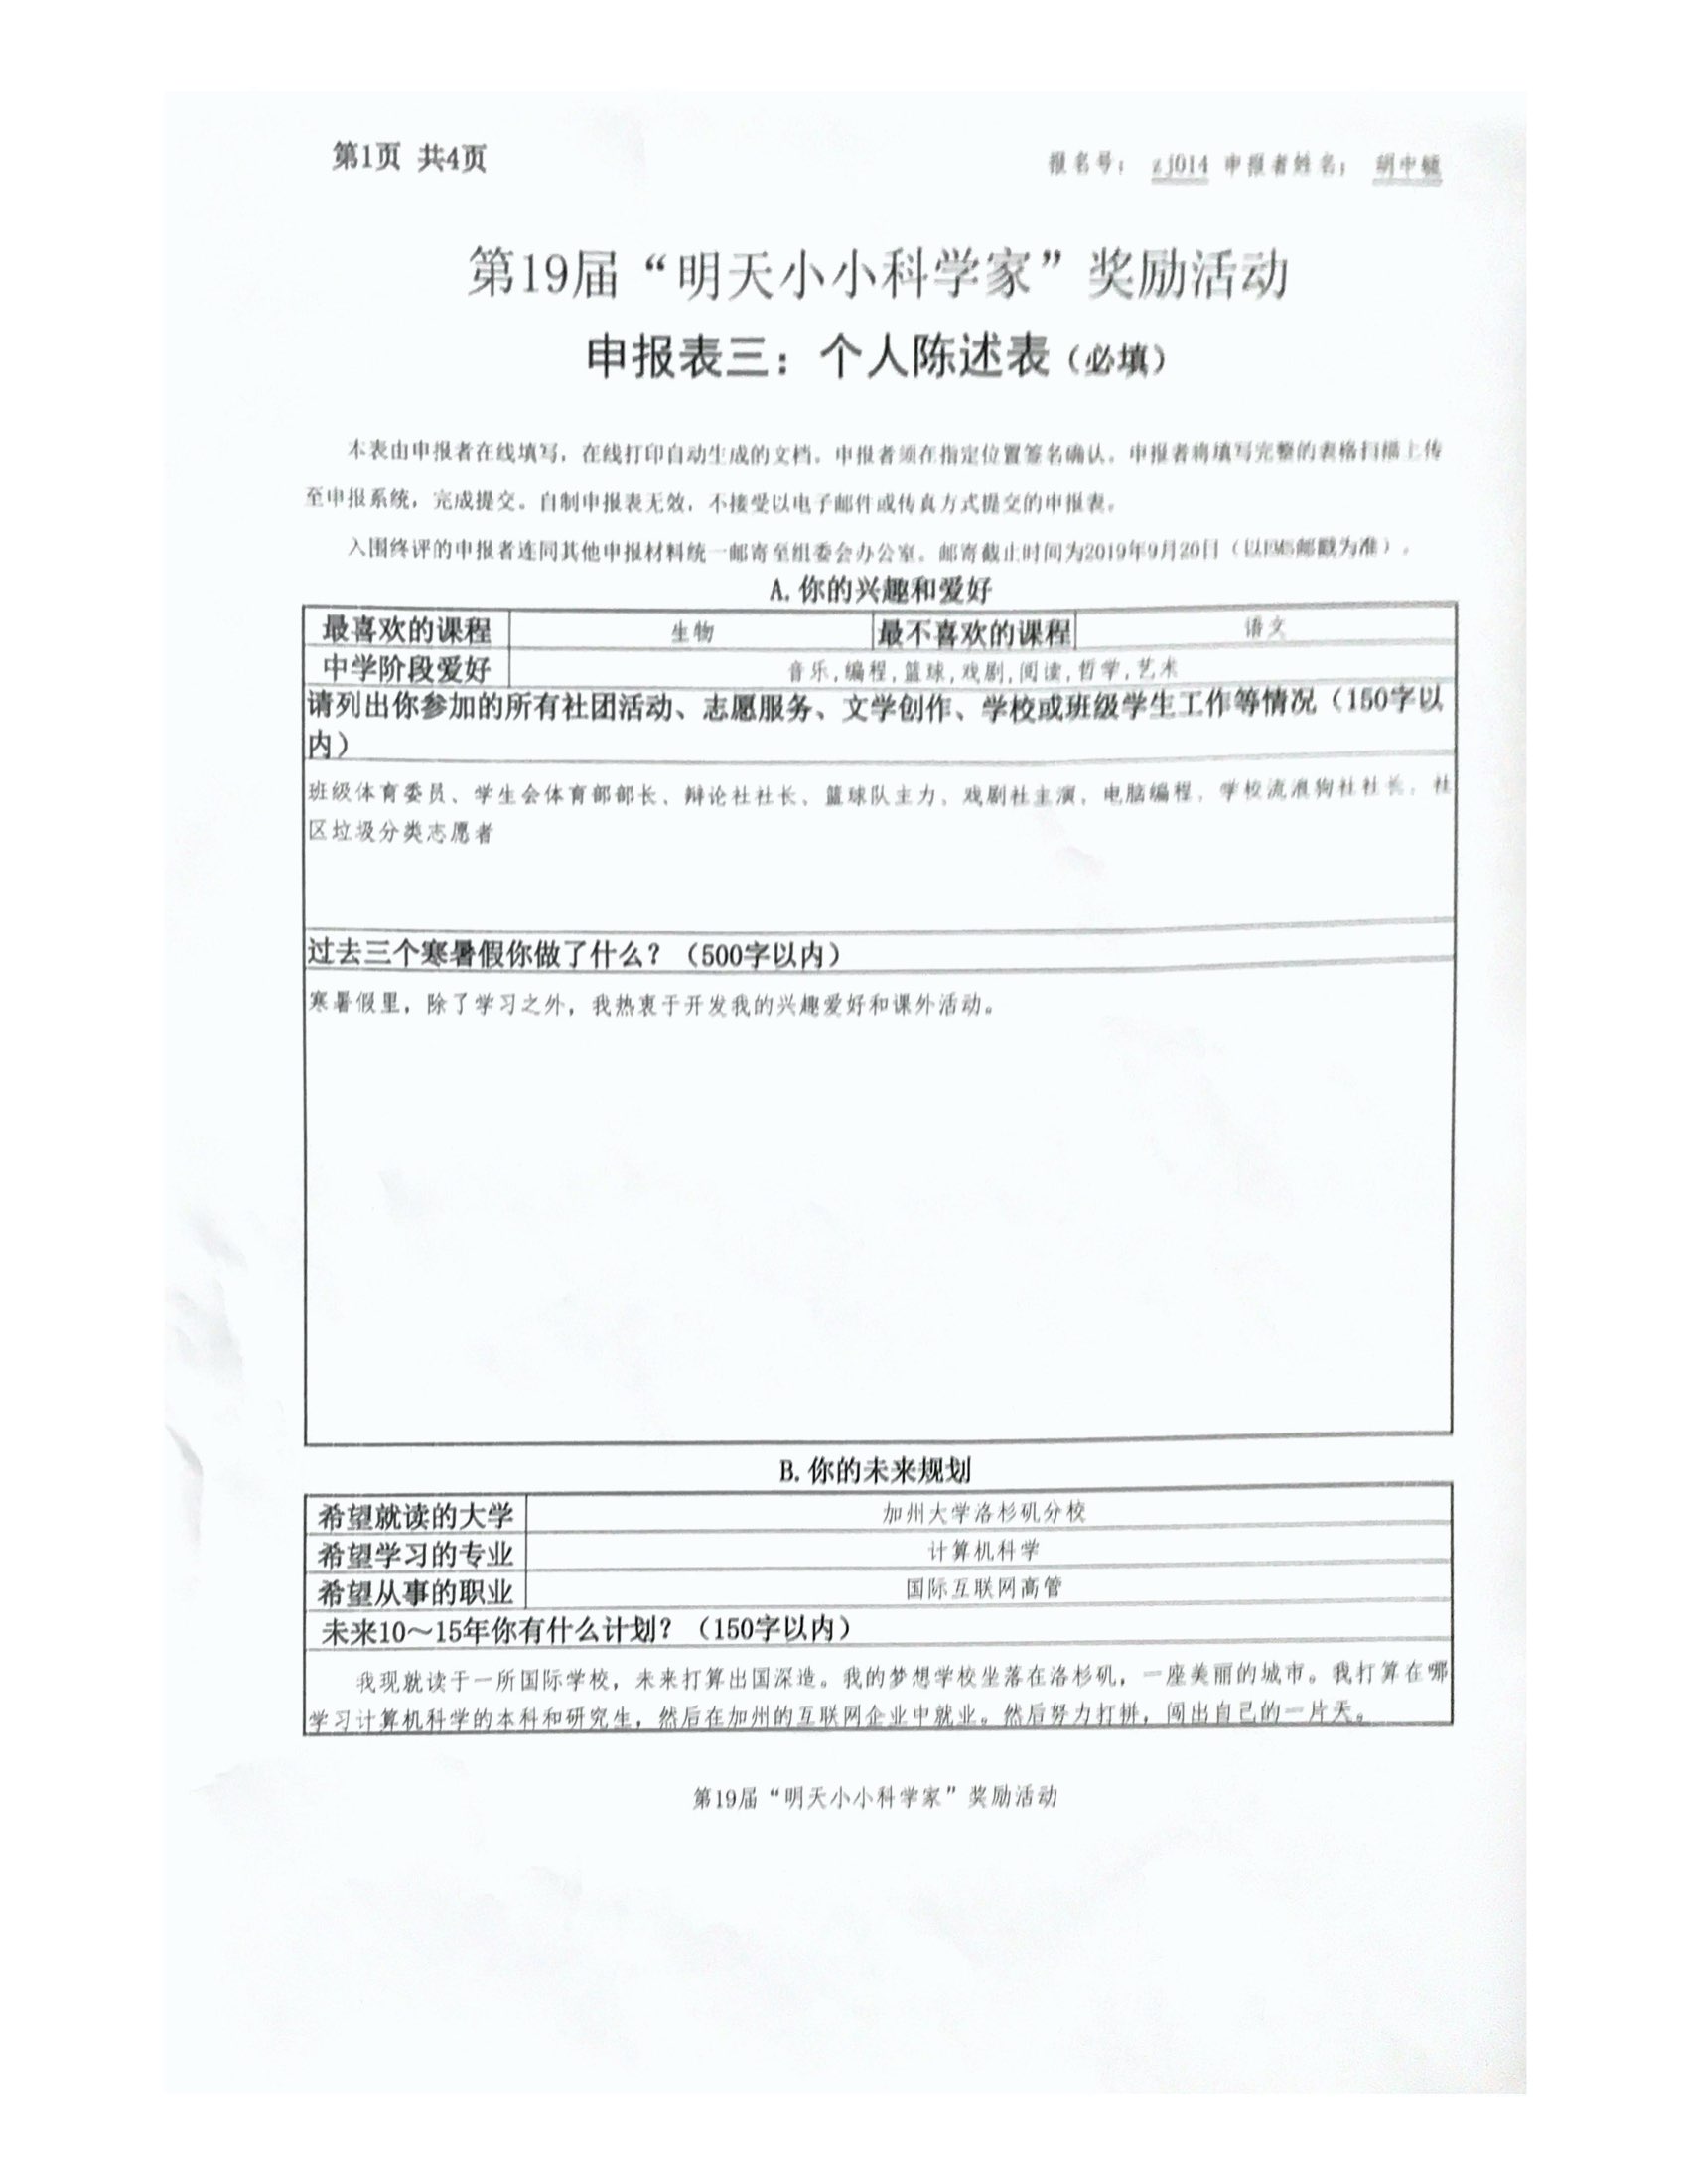 第1页 共4页
报名号： zj014 申报者姓名： 胡中毓
第19届“明天小小科学家”奖励活动
申报表三：个人陈述表（必填）
本表由申报者在线填写，在线打印自动生成的文档。申报者须在指定位置签名确认。申报者将填写完整的表格扫描上传
至申报系统，完成提交。自制申报表无效，不接受以电子邮件或传真方式提交的申报表。
入围终评的申报者连同其他申报材料统一邮寄至组委会办公室。邮寄截止时间为2019年9月20日（以EMS邮戳为准）。
A.你的兴趣和爱好
最喜欢的课程 生物 最不喜欢的课程 语文
中学阶段爱好 音乐,编程,篮球,戏剧,阅读,哲学,艺术
请列出你参加的所有社团活动、志愿服务、文学创作、学校或班级学生工作等情况（150字以
内）
班级体育委员、学生会体育部部长、辩论社社长、篮球队主力、戏剧社主演、电脑编程，学校流浪狗社社长，社
区垃圾分类志愿者
过去三个寒暑假你做了什么？（500字以内）
寒暑假里，除了学习之外，我热衷于开发我的兴趣爱好和课外活动。
B.你的未来规划
希望就读的大学 加州大学洛杉矶分校
希望学习的专业 计算机科学
希望从事的职业 国际互联网高管
未来10～15年你有什么计划？（150字以内）
我现就读于一所国际学校，未来打算出国深造。我的梦想学校坐落在洛杉矶，一座美丽的城市。我打算在哪
学习计算机科学的本科和研究生，然后在加州的互联网企业中就业。然后努力打拼，闯出自己的一片天。
第19届“明天小小科学家”奖励活动